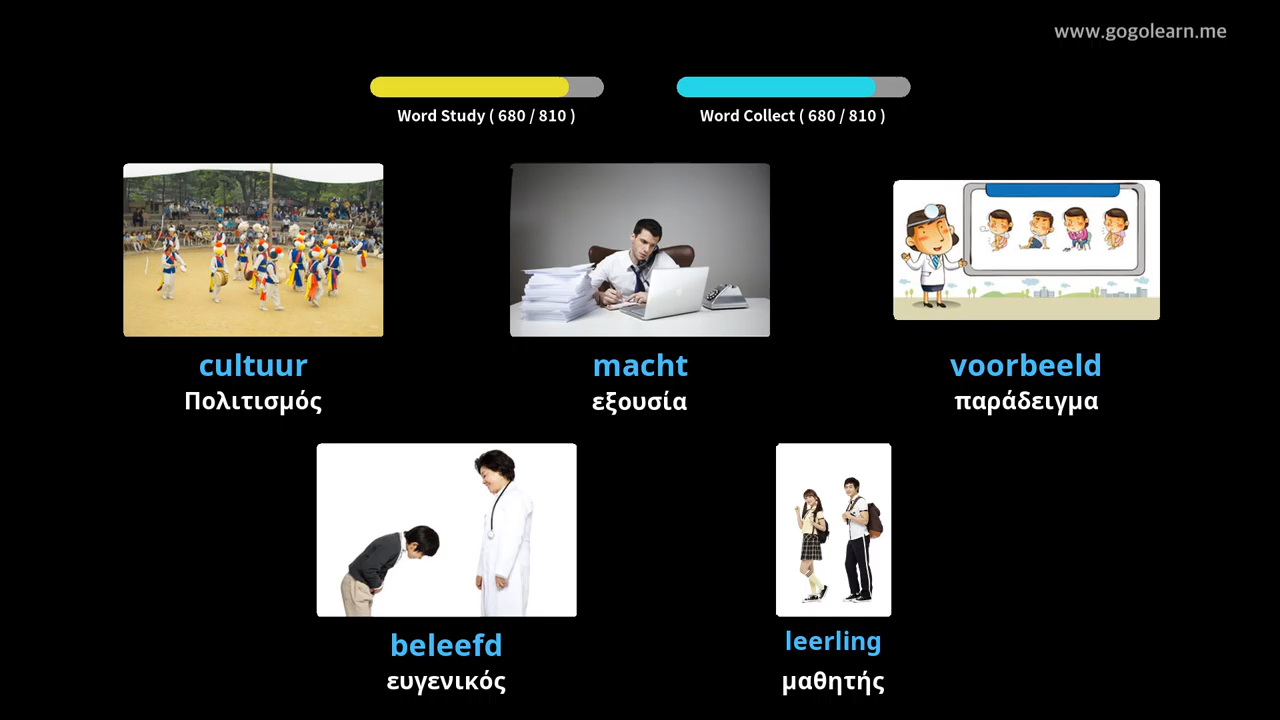 www.gogolearn.me
Word Study ( 680 / 810 )
Word Collect ( 680 / 810 )
cultuur
Πολιτισμός
macht
εξουσία
voorbeeld
παράδειγμα
beleefd
ευγενικός
leerling
μαθητής